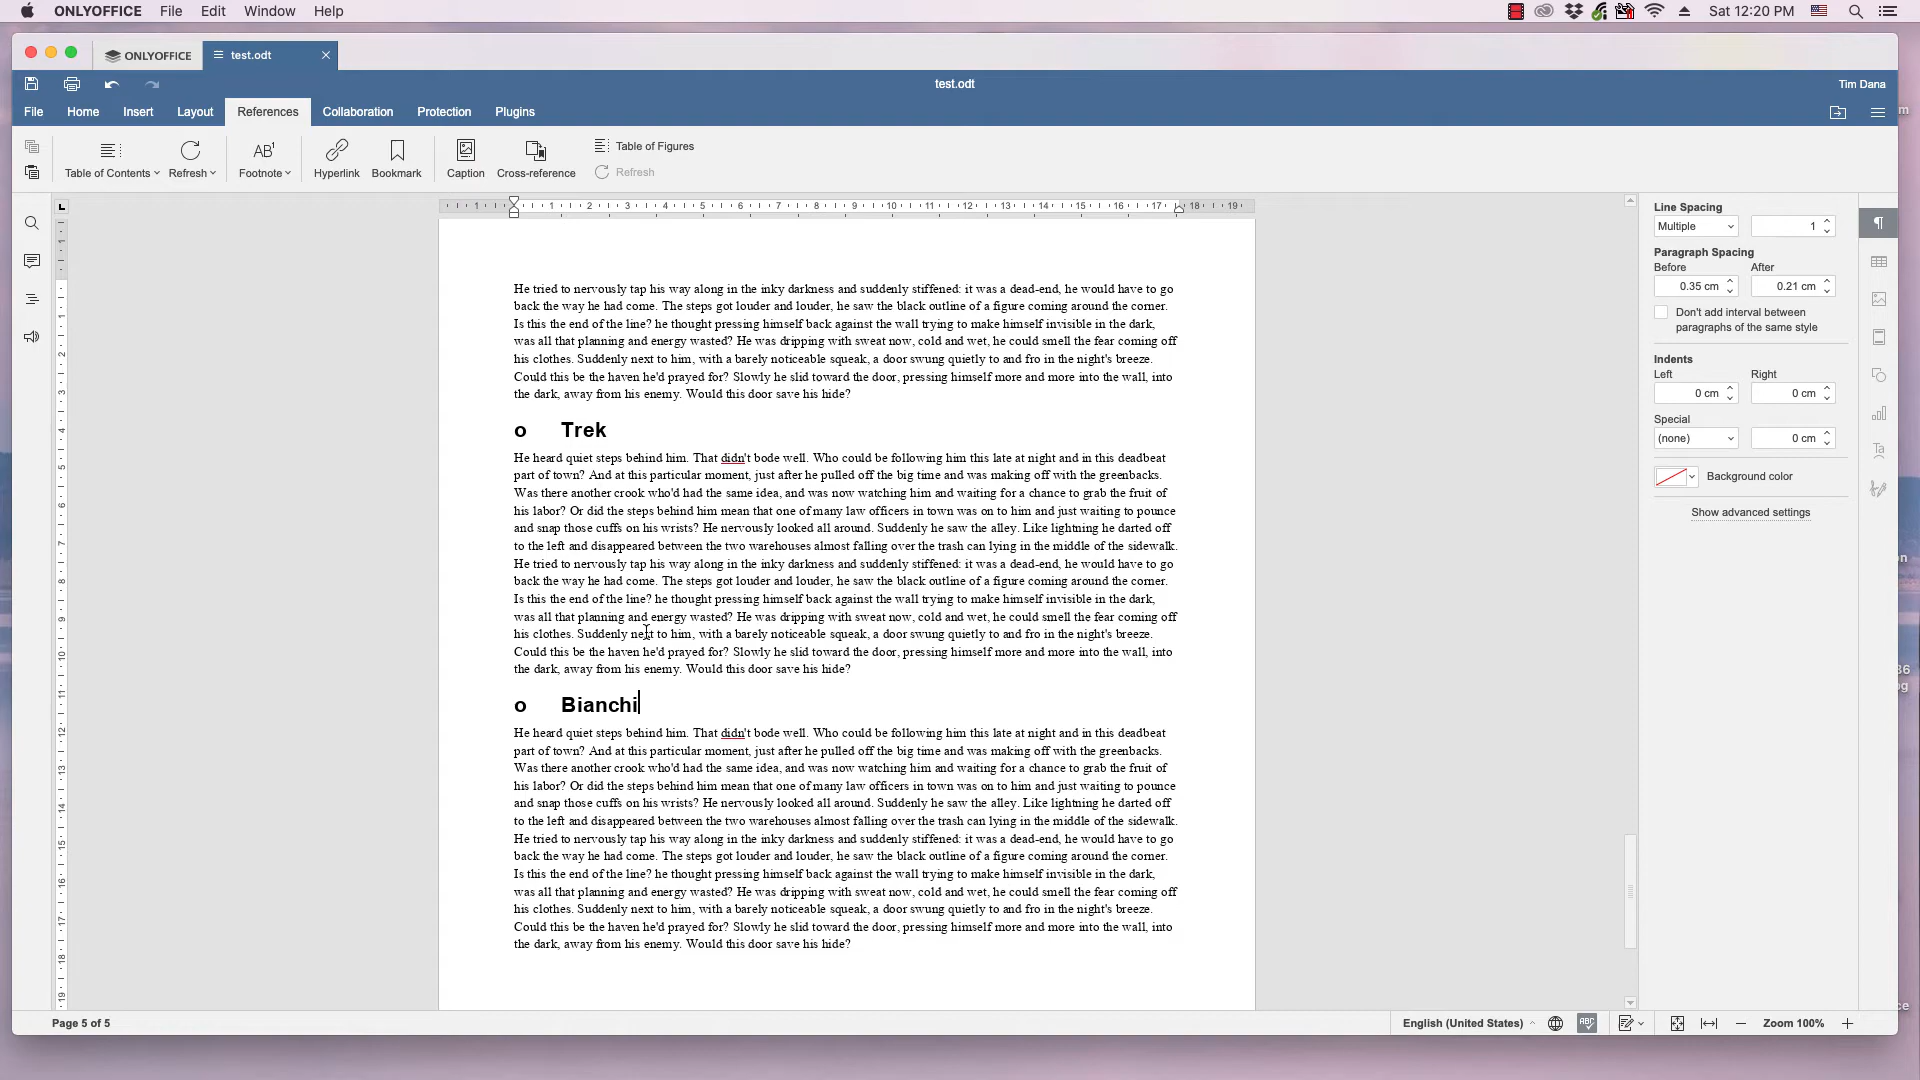 ONLYOFFICE File Edit Window Help Sat 12:20 PM
ONLYOFFICE test.odt
test.odt Tim Dana
File Home Insert Layout References Collaboration Protection Plugins
Table of Contents Refresh AB1 Footnote Hyperlink Bookmark Caption Cross-reference Table of Figures
Refresh
1 1 2 3 4 5 6 7 8 9 10 11 12 13 14 15 16 17 18 19
He tried to nervously tap his way along in the inky darkness and suddenly stiffened: it was a dead-end, he would have to go
back the way he had come. The steps got louder and louder, he saw the black outline of a figure coming around the corner.
Is this the end of the line? he thought pressing himself back against the wall trying to make himself invisible in the dark,
was all that planning and energy wasted? He was dripping with sweat now, cold and wet, he could smell the fear coming off
his clothes. Suddenly next to him, with a barely noticeable squeak, a door swung quietly to and fro in the night's breeze.
Could this be the haven he'd prayed for? Slowly he slid toward the door, pressing himself more and more into the wall, into
the dark, away from his enemy. Would this door save his hide?
o Trek
He heard quiet steps behind him. That didn't bode well. Who could be following him this late at night and in this deadbeat
part of town? And at this particular moment, just after he pulled off the big time and was making off with the greenbacks.
Was there another crook who'd had the same idea, and was now watching him and waiting for a chance to grab the fruit of
his labor? Or did the steps behind him mean that one of many law officers in town was on to him and just waiting to pounce
and snap those cuffs on his wrists? He nervously looked all around. Suddenly he saw the alley. Like lightning he darted off
to the left and disappeared between the two warehouses almost falling over the trash can lying in the middle of the sidewalk.
He tried to nervously tap his way along in the inky darkness and suddenly stiffened: it was a dead-end, he would have to go
back the way he had come. The steps got louder and louder, he saw the black outline of a figure coming around the corner.
Is this the end of the line? he thought pressing himself back against the wall trying to make himself invisible in the dark,
was all that planning and energy wasted? He was dripping with sweat now, cold and wet, he could smell the fear coming off
his clothes. Suddenly next to him, with a barely noticeable squeak, a door swung quietly to and fro in the night's breeze.
Could this be the haven he'd prayed for? Slowly he slid toward the door, pressing himself more and more into the wall, into
the dark, away from his enemy. Would this door save his hide?
o Bianchi
He heard quiet steps behind him. That didn't bode well. Who could be following him this late at night and in this deadbeat
part of town? And at this particular moment, just after he pulled off the big time and was making off with the greenbacks.
Was there another crook who'd had the same idea, and was now watching him and waiting for a chance to grab the fruit of
his labor? Or did the steps behind him mean that one of many law officers in town was on to him and just waiting to pounce
and snap those cuffs on his wrists? He nervously looked all around. Suddenly he saw the alley. Like lightning he darted off
to the left and disappeared between the two warehouses almost falling over the trash can lying in the middle of the sidewalk.
He tried to nervously tap his way along in the inky darkness and suddenly stiffened: it was a dead-end, he would have to go
back the way he had come. The steps got louder and louder, he saw the black outline of a figure coming around the corner.
Is this the end of the line? he thought pressing himself back against the wall trying to make himself invisible in the dark,
was all that planning and energy wasted? He was dripping with sweat now, cold and wet, he could smell the fear coming off
his clothes. Suddenly next to him, with a barely noticeable squeak, a door swung quietly to and fro in the night's breeze.
Could this be the haven he'd prayed for? Slowly he slid toward the door, pressing himself more and more into the wall, into
the dark, away from his enemy. Would this door save his hide?
Line Spacing
Multiple 1
Paragraph Spacing
Before After
0.35 cm 0.21 cm
Don't add interval between
paragraphs of the same style
Indents
Left Right
0 cm 0 cm
Special
(none) 0 cm
Background color
Show advanced settings
Page 5 of 5 English (United States) ABC Zoom 100%